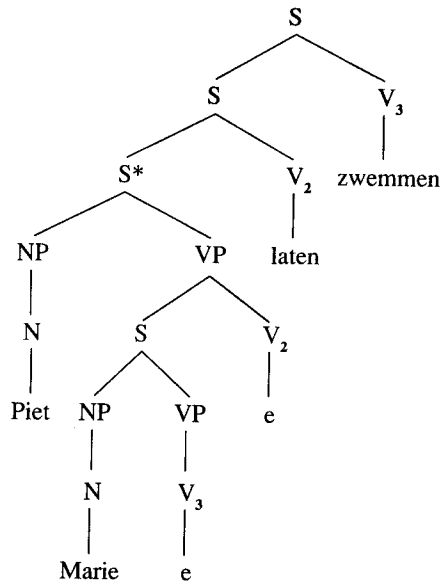 S
S V₃
S* V₂ zwemmen
NP VP laten
N S V₂
Piet NP VP e
N V₃
Marie e